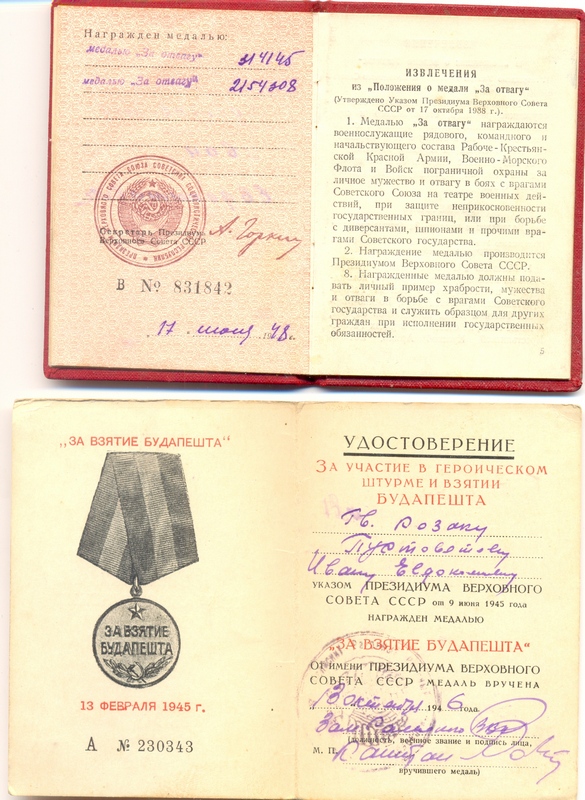 Награжден медалью:
медалью „За отвагу"
медалью „За отвагу" 2154208
Секретарь Президиума
Верховного Совета СССР
А. Горкин
В № 831842
17. июня 48 г.
ИЗВЛЕЧЕНИЯ
из „Положения о медали „За отвагу"
(Утверждено Указом Президиума Верховного Совета
СССР от 17 октября 1938 г.)
1. Медалью „За отвагу" награждаются
военнослужащие рядового, командного и
начальствующего состава Рабоче-Крестьян-
ской Красной Армии, Военно-Морского
Флота и Войск пограничной охраны за
личное мужество и отвагу в боях с врагами
Советского Союза на театре военных дей-
ствий, при защите неприкосновенности
государственных границ, или при борьбе
с диверсантами, шпионами и прочими вра-
гами Советского государства.
2. Награждение медалью производится
Президиумом Верховного Совета СССР.
3. Награжденные медалью должны пода-
вать личный пример храбрости, мужества
и отваги в борьбе с врагами Советского
государства и служить образцом для других
граждан при исполнении государственных
обязанностей.
5
„ЗА ВЗЯТИЕ БУДАПЕШТА"
ЗА ВЗЯТИЕ
БУДАПЕШТА
13 ФЕВРАЛЯ 1945 г.
А № 230343
УДОСТОВЕРЕНИЕ
ЗА УЧАСТИЕ В ГЕРОИЧЕСКОМ
ШТУРМЕ И ВЗЯТИИ
БУДАПЕШТА
Гв. козаку
Ивану Евдокимовичу
УКАЗОМ ПРЕЗИДИУМА ВЕРХОВНОГО
СОВЕТА СССР от 9 июня 1945 года
НАГРАЖДЕН МЕДАЛЬЮ
„ЗА ВЗЯТИЕ БУДАПЕШТА"
ОТ ИМЕНИ ПРЕЗИДИУМА ВЕРХОВНОГО
СОВЕТА СССР МЕДАЛЬ ВРУЧЕНА
1946 года.
(должность, военное звание и подпись лица,
М. П. Капитан
вручившего медаль)